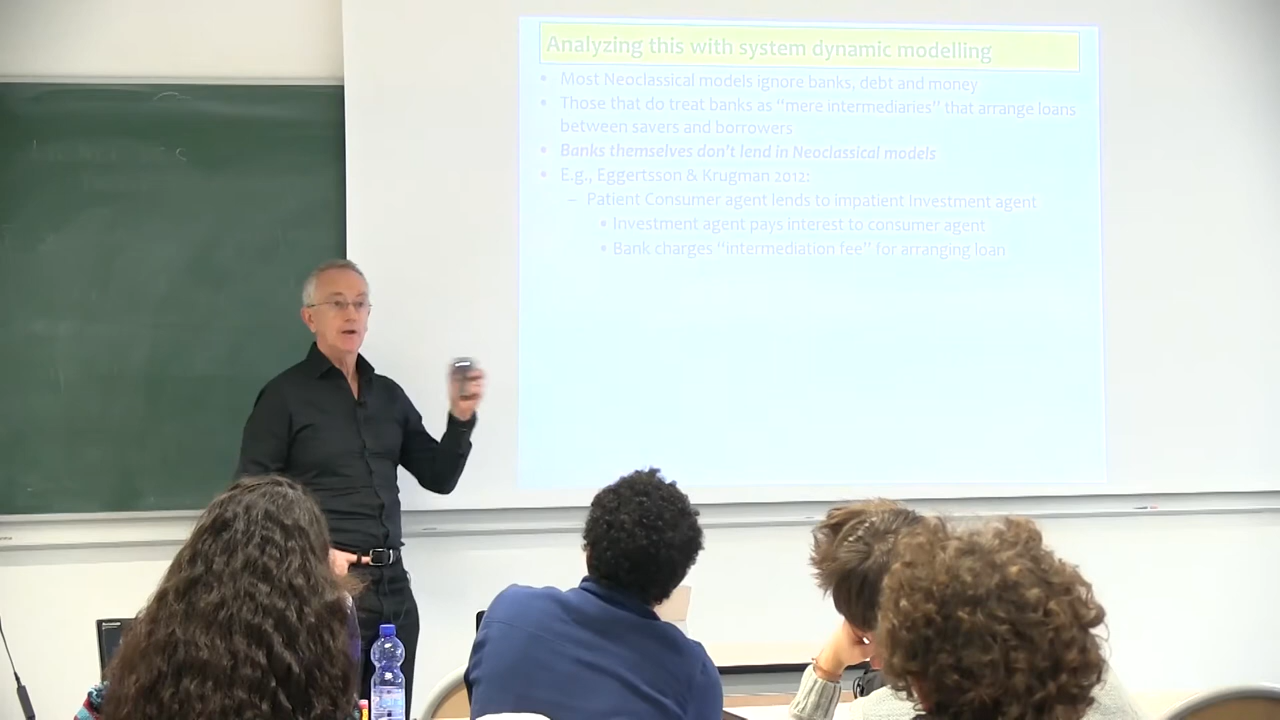 Analyzing this with system dynamic modelling
• Most Neoclassical models ignore banks, debt and money
• Those that do treat banks as “mere intermediaries” that arrange loans
between savers and borrowers
• Banks themselves don’t lend in Neoclassical models
• E.g., Eggertsson & Krugman 2012:
– Patient Consumer agent lends to impatient Investment agent
• Investment agent pays interest to consumer agent
• Bank charges “intermediation fee” for arranging loan